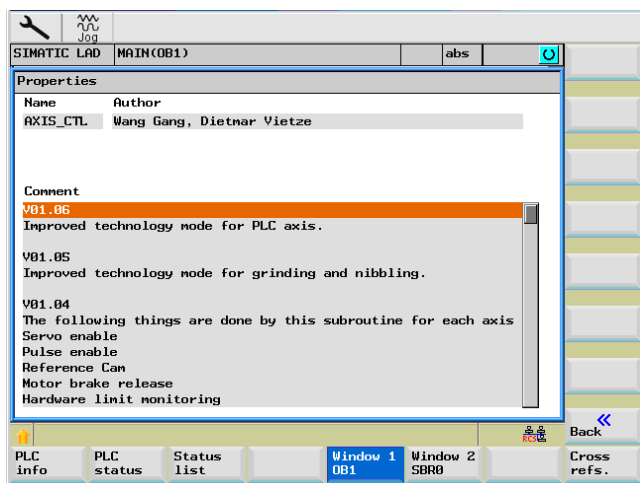 Jog
SIMATIC LAD MAIN(OB1) abs
Properties
Name Author
AXIS_CTL Wang Gang, Dietmar Vietze
Comment
V01.06
Improved technology mode for PLC axis.
V01.05
Improved technology mode for grinding and nibbling.
V01.04
The following things are done by this subroutine for each axis
Servo enable
Pulse enable
Reference Cam
Motor brake release
Hardware limit monitoring
RCS
Back
PLC info
PLC status
Status list
Window 1 OB1
Window 2 SBR0
Cross refs.